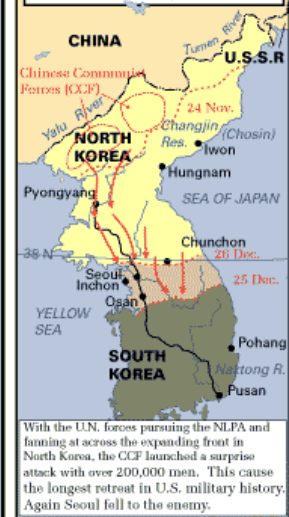 CHINA
Tumen River
U.S.S.R
Chinese Communist
Forces (CCF)
24 Nov.
Yalu River
Changjin
Res. (Chosin)
NORTH
KOREA
Iwon
Hungnam
Pyongyang
SEA OF JAPAN
Chunchon
38 N
26 Dec.
Seoul
Inchon
25 Dec.
Osan
YELLOW
SEA
Pohang
SOUTH
KOREA
Naktong R.
Pusan
With the U.N. forces pursuing the NLPA and
fanning at across the expanding front in
North Korea, the CCF launched a surprise
attack with over 200,000 men. This cause
the longest retreat in U.S. military history.
Again Seoul fell to the enemy.